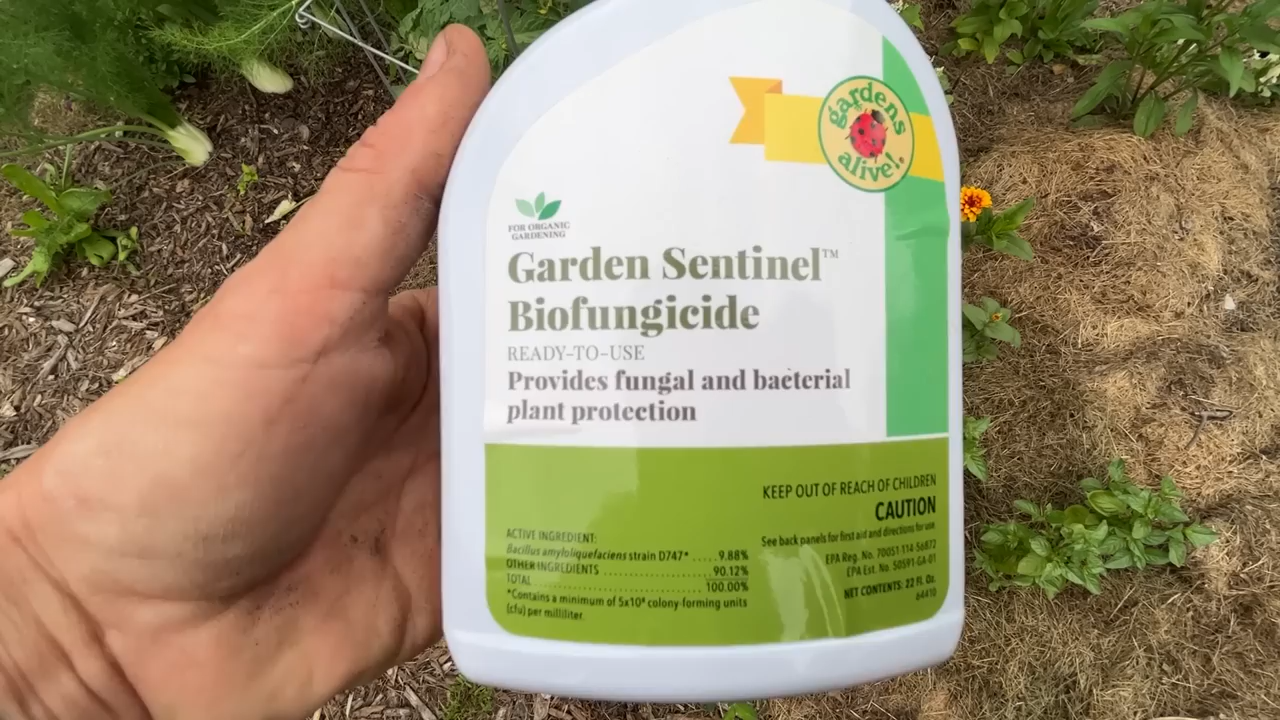 gardens
alive!
FOR ORGANIC
GARDENING
Garden Sentinel™
Biofungicide
READY-TO-USE
Provides fungal and bacterial
plant protection
KEEP OUT OF REACH OF CHILDREN
CAUTION
See back panels for first aid and directions for use.
EPA Reg. No. 70051-114-56872
EPA Est. No. 50591-GA-01
NET CONTENTS: 22 Fl. Oz.
64410
ACTIVE INGREDIENT:
Bacillus amyloliquefaciens strain D747* ..... 9.88%
OTHER INGREDIENTS ..................... 90.12%
TOTAL ..................... 100.00%
*Contains a minimum of 5x10⁸ colony-forming units
(cfu) per milliliter.